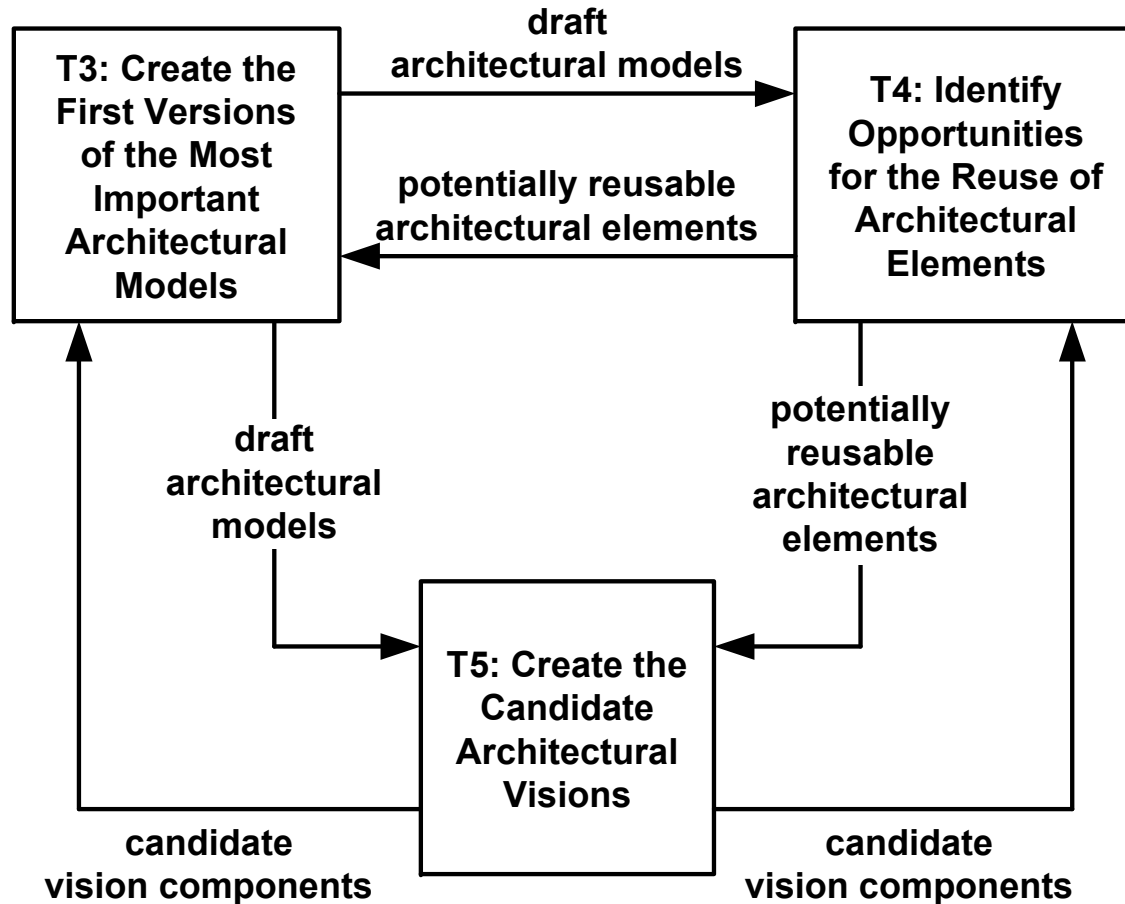 T3: Create the
First Versions
of the Most
Important
Architectural
Models
draft
architectural models
T4: Identify
Opportunities
for the Reuse of
Architectural
Elements
potentially reusable
architectural elements
draft
architectural
models
potentially
reusable
architectural
elements
T5: Create the
Candidate
Architectural
Visions
candidate
vision components
candidate
vision components